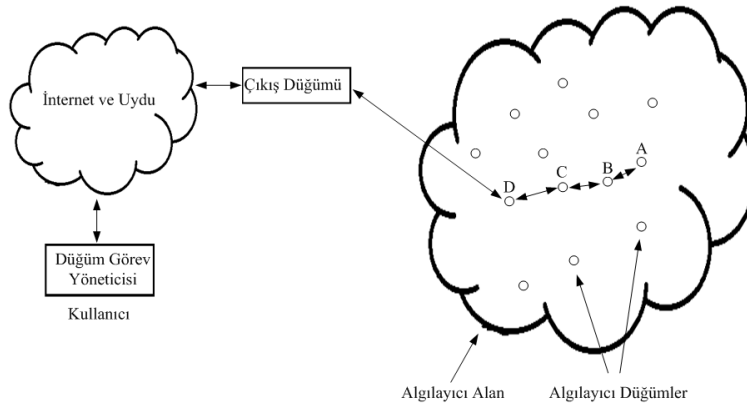 İnternet ve Uydu
Çıkış Düğümü
A
B
C
D
Düğüm Görev
Yöneticisi
Kullanıcı
Algılayıcı Alan
Algılayıcı Düğümler